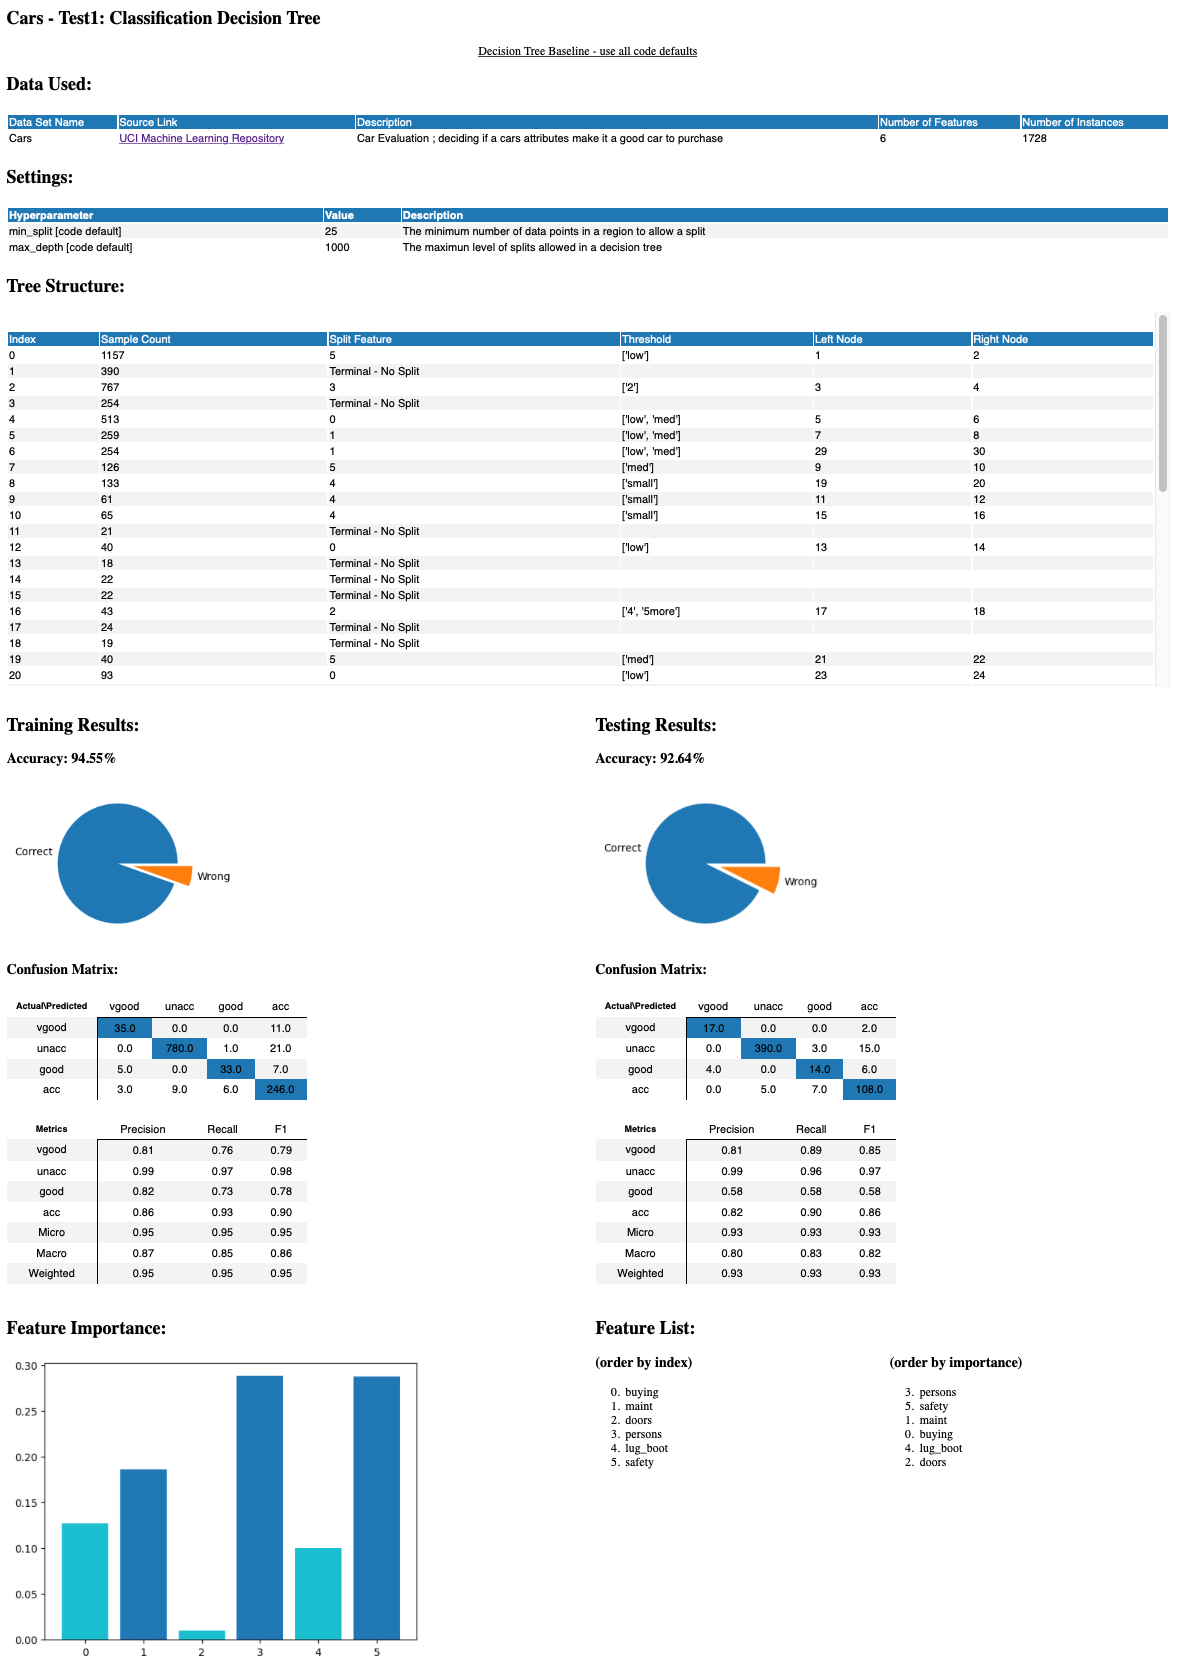 Cars - Test1: Classification Decision Tree
Decision Tree Baseline - use all code defaults
Data Used:
Data Set Name Source Link Description Number of Features Number of Instances
Cars UCI Machine Learning Repository Car Evaluation ; deciding if a cars attributes make it a good car to purchase 6 1728
Settings:
Hyperparameter Value Description
min_split [code default] 25 The minimum number of data points in a region to allow a split
max_depth [code default] 1000 The maximun level of splits allowed in a decision tree
Tree Structure:
Index Sample Count Split Feature Threshold Left Node Right Node
0 1157 5 ['low'] 1 2
1 390 Terminal - No Split
2 767 3 ['2'] 3 4
3 254 Terminal - No Split
4 513 0 ['low', 'med'] 5 6
5 259 1 ['low', 'med'] 7 8
6 254 1 ['low', 'med'] 29 30
7 126 5 ['med'] 9 10
8 133 4 ['small'] 19 20
9 61 4 ['small'] 11 12
10 65 4 ['small'] 15 16
11 21 Terminal - No Split
12 40 0 ['low'] 13 14
13 18 Terminal - No Split
14 22 Terminal - No Split
15 22 Terminal - No Split
16 43 2 ['4', '5more'] 17 18
17 24 Terminal - No Split
18 19 Terminal - No Split
19 40 5 ['med'] 21 22
20 93 0 ['low'] 23 24
Training Results:
Accuracy: 94.55%
Correct
Wrong
Confusion Matrix:
Actual\Predicted vgood unacc good acc
vgood 35.0 0.0 0.0 11.0
unacc 0.0 780.0 1.0 21.0
good 5.0 0.0 33.0 7.0
acc 3.0 9.0 6.0 246.0
Metrics Precision Recall F1
vgood 0.81 0.76 0.79
unacc 0.99 0.97 0.98
good 0.82 0.73 0.78
acc 0.86 0.93 0.90
Micro 0.95 0.95 0.95
Macro 0.87 0.85 0.86
Weighted 0.95 0.95 0.95
Testing Results:
Accuracy: 92.64%
Correct
Wrong
Confusion Matrix:
Actual\Predicted vgood unacc good acc
vgood 17.0 0.0 0.0 2.0
unacc 0.0 390.0 3.0 15.0
good 4.0 0.0 14.0 6.0
acc 0.0 5.0 7.0 108.0
Metrics Precision Recall F1
vgood 0.81 0.89 0.85
unacc 0.99 0.96 0.97
good 0.58 0.58 0.58
acc 0.82 0.90 0.86
Micro 0.93 0.93 0.93
Macro 0.80 0.83 0.82
Weighted 0.93 0.93 0.93
Feature Importance:
0.30
0.25
0.20
0.15
0.10
0.05
0.00
0 1 2 3 4 5
Feature List:
(order by index)
0. buying
1. maint
2. doors
3. persons
4. lug_boot
5. safety
(order by importance)
3. persons
5. safety
1. maint
0. buying
4. lug_boot
2. doors